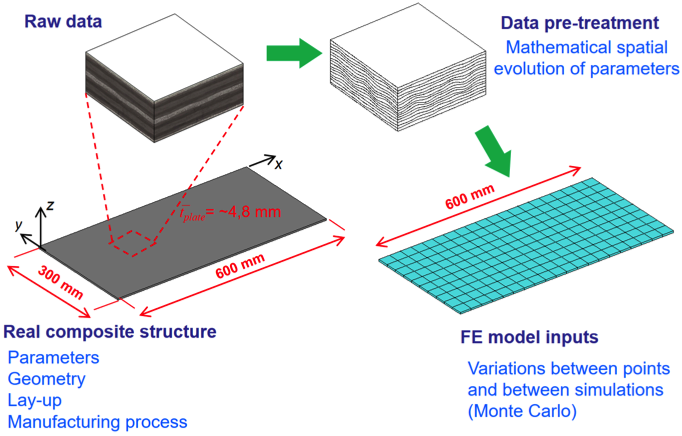 Raw data
Data pre-treatment
Mathematical spatial
evolution of parameters
x
z
y
t̅plate= ~4,8 mm
600 mm
300 mm
600 mm
Real composite structure
Parameters
Geometry
Lay-up
Manufacturing process
FE model inputs
Variations between points
and between simulations
(Monte Carlo)